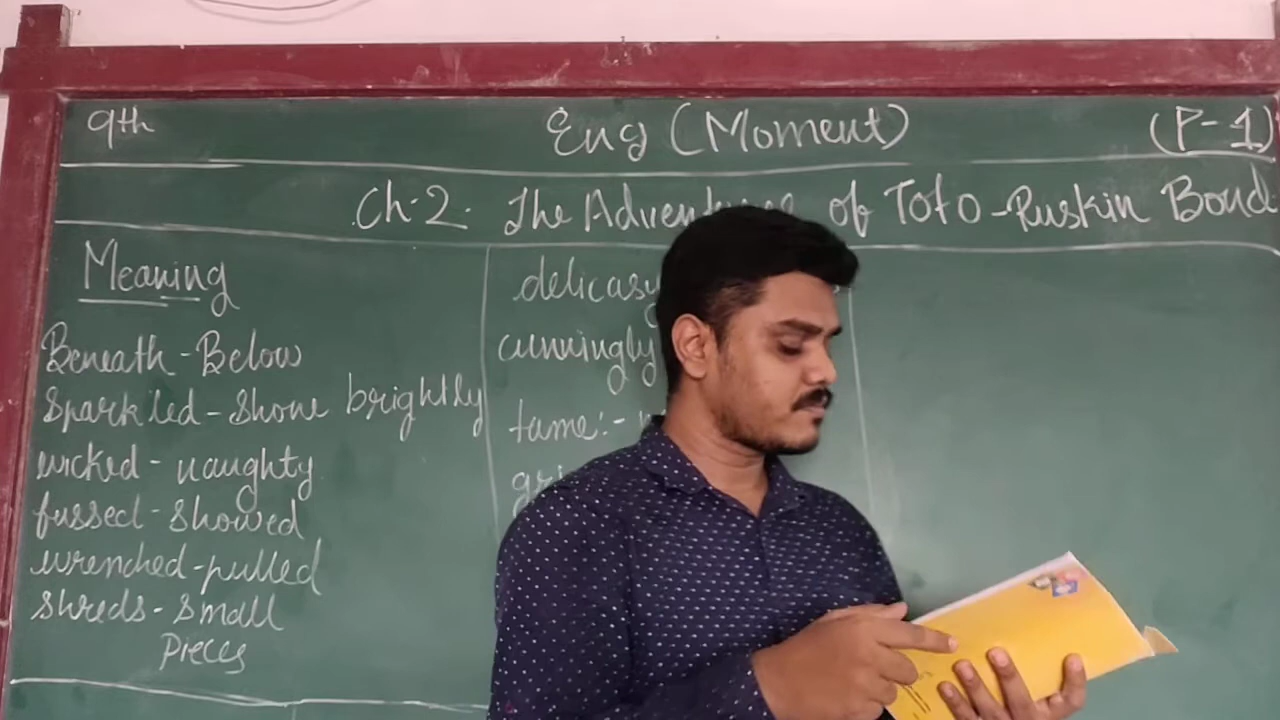 9th
Eng (Moment)
(P-1)
Ch-2. The Adventures of Toto - Ruskin Bond
Meaning
Beneath - Below
Sparkled - Shone brightly
wicked - naughty
fussed - Showed
wrenched - pulled
Shreds - Small
Pieces
delicasy
cunningly
tame:-